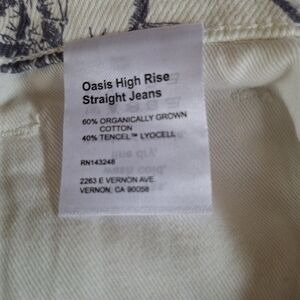 Oasis High Rise
Straight Jeans
60% ORGANICALLY GROWN
COTTON
40% TENCEL™ LYOCELL
RN143248
2263 E VERNON AVE.
VERNON, CA 90058